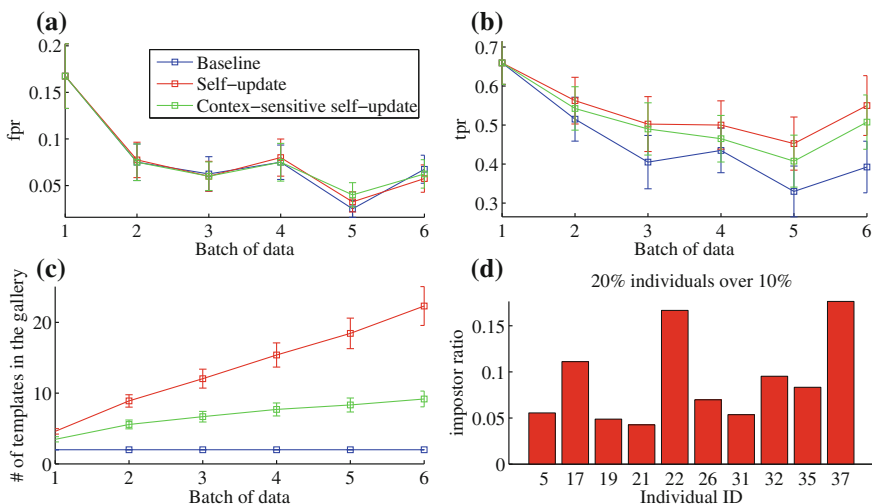 (a)
0.2
0.15
0.1
0.05
fpr
Baseline
Self-update
Contex-sensitive self-update
1 2 3 4 5 6
Batch of data
(b)
0.7
0.6
0.5
0.4
0.3
tpr
1 2 3 4 5 6
Batch of data
(c)
20
10
0
# of templates in the gallery
1 2 3 4 5 6
Batch of data
(d)
20% individuals over 10%
0.15
0.1
0.05
0
impostor ratio
5 17 19 21 22 26 31 32 35 37
Individual ID